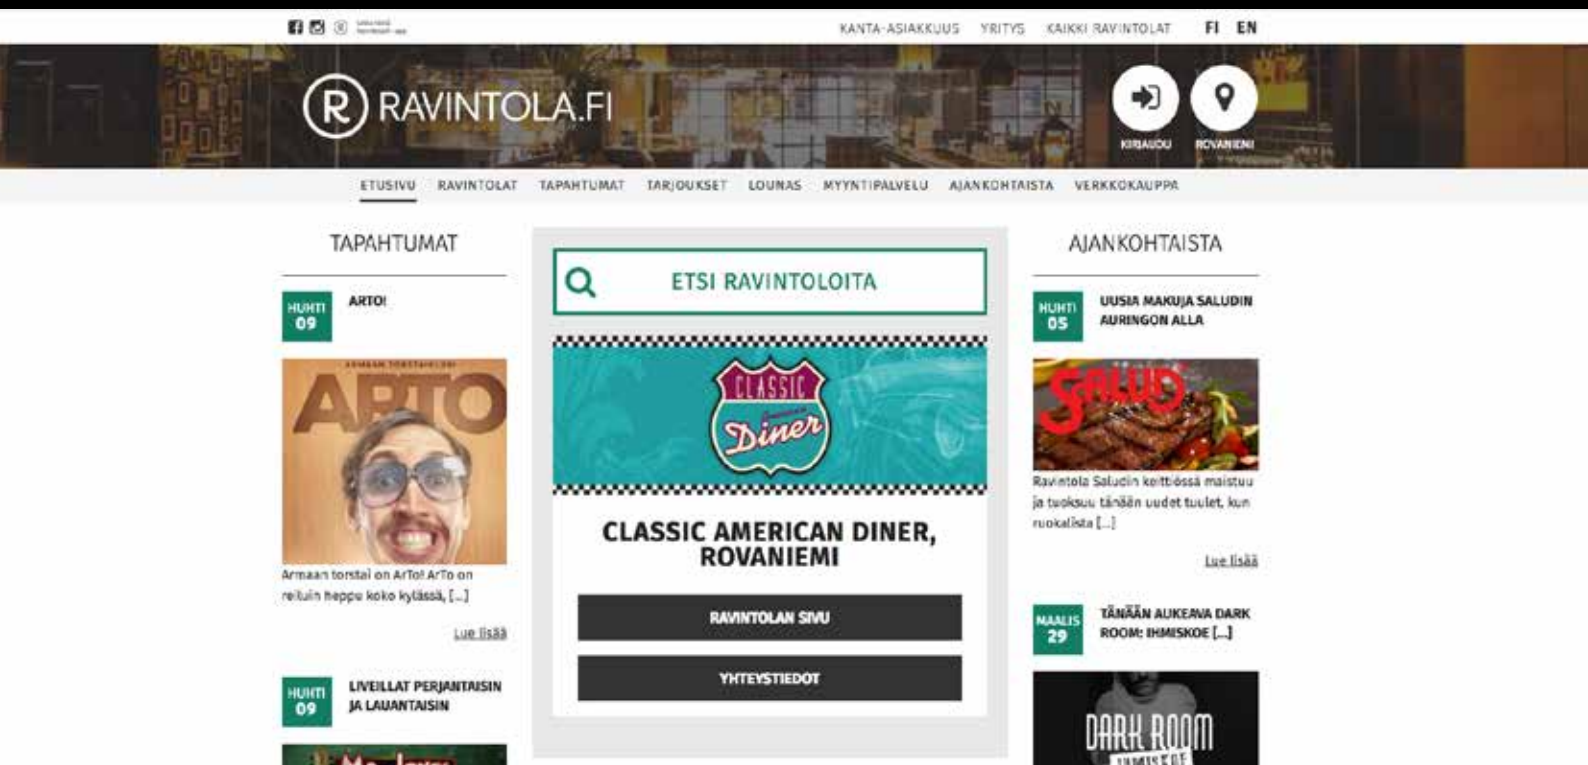 KANTA-ASIAKKUUS YRITYS KAIKKI RAVINTOLAT FI EN
R RAVINTOLA.FI
KIRJAUDU ROVANIEMI
ETUSIVU RAVINTOLAT TAPAHTUMAT TARJOUKSET LOUNAS MYYNTIPALVELU AJANKOHTAISTA VERKKOKAUPPA
TAPAHTUMAT
HUHTI
09
ARTO!
ARTO
Armaan torstai on ArTo! ArTo on
reiluin heppu koko kylässä, [...]
Lue lisää
HUHTI
09
LIVEILLAT PERJANTAISIN
JA LAUANTAISIN
ETSI RAVINTOLOITA
CLASSIC
American
Diner
CLASSIC AMERICAN DINER,
ROVANIEMI
RAVINTOLAN SIVU
YHTEYSTIEDOT
AJANKOHTAISTA
HUHTI
05
UUSIA MAKUJA SALUDIN
AURINGON ALLA
SALUD
Ravintola Saludin keittiössä maistuu
ja tuoksuu tänään uudet tuulet, kun
ruokalista [...]
Lue lisää
MAALIS
29
TÄNÄÄN AUKEAVA DARK
ROOM: IHMISKOE [...]
DARK ROOM
IHMISKOE